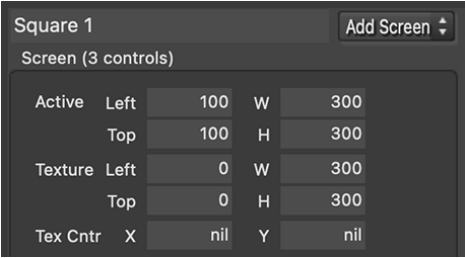 Square 1 Add Screen
Screen (3 controls)
Active Left 100 W 300
Top 100 H 300
Texture Left 0 W 300
Top 0 H 300
Tex Cntr X nil Y nil